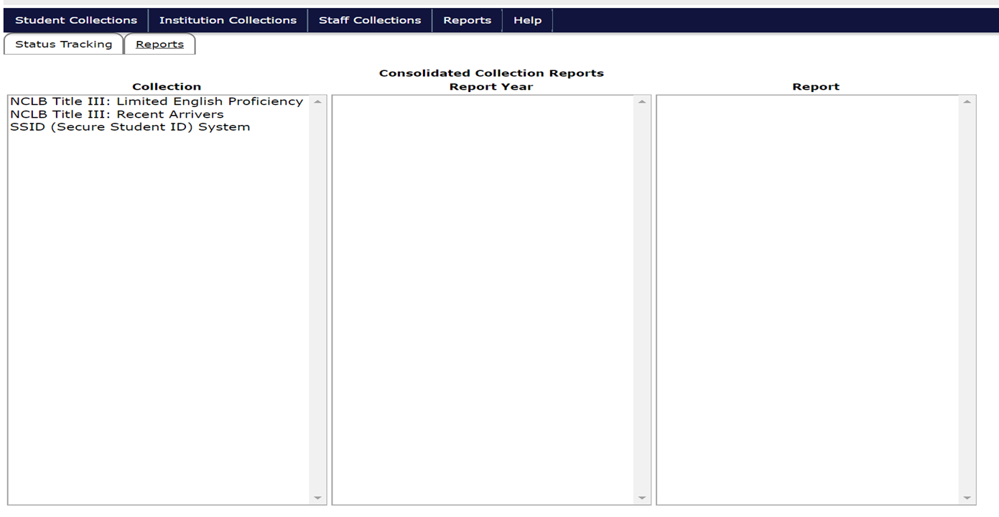 Student Collections Institution Collections Staff Collections Reports Help
Status Tracking Reports
Consolidated Collection Reports
Collection Report Year Report
NCLB Title III: Limited English Proficiency
NCLB Title III: Recent Arrivers
SSID (Secure Student ID) System